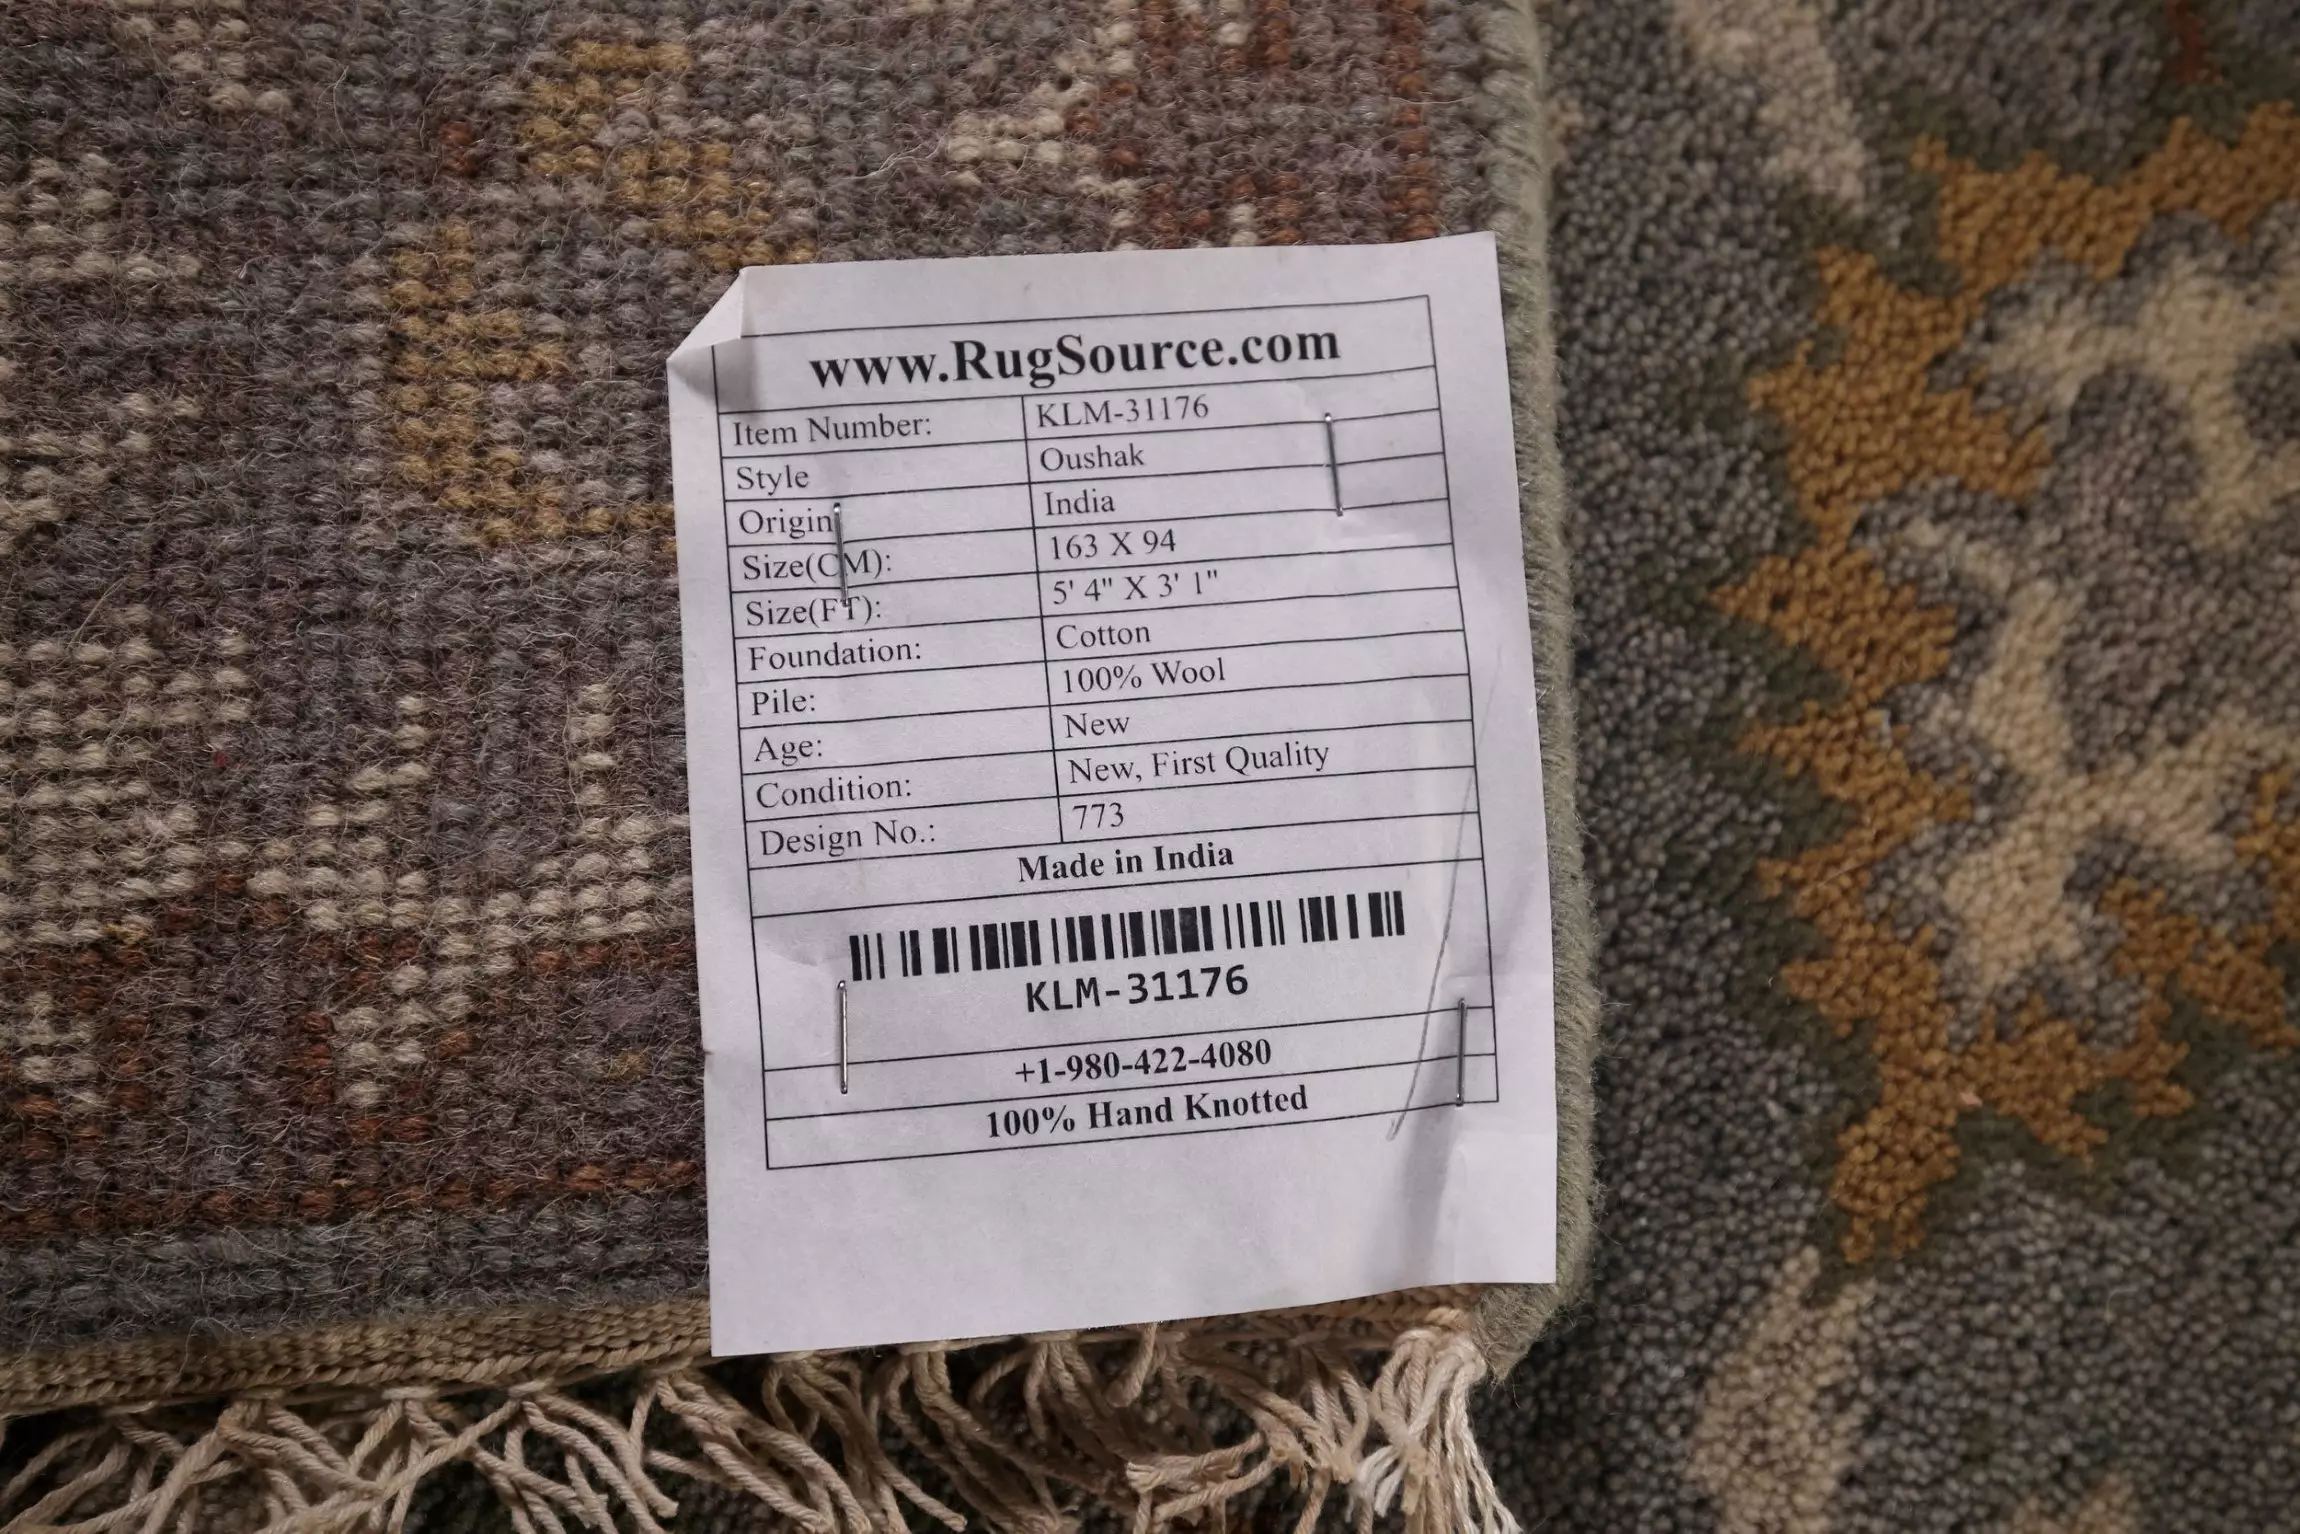 www.RugSource.com
Item Number: KLM-31176
Style Oushak
Origin India
Size(CM): 163 X 94
Size(FT): 5' 4" X 3' 1"
Foundation: Cotton
Pile: 100% Wool
Age: New
Condition: New, First Quality
Design No.: 773
Made in India
KLM-31176
+1-980-422-4080
100% Hand Knotted